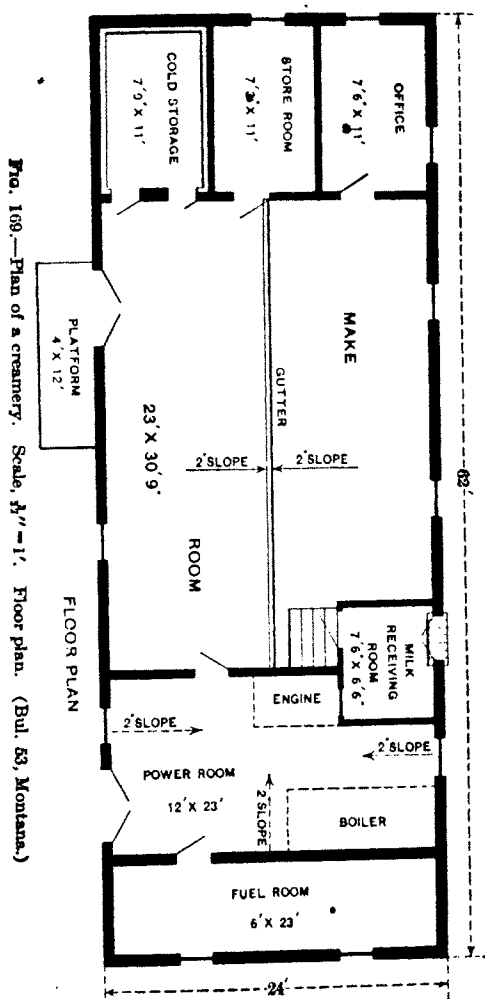 COLD STORAGE
7'9" X 11'
STORE ROOM
7'3" X 11'
OFFICE
7'6" X 11'
MAKE
ROOM
23' X 30'9"
GUTTER
2" SLOPE
2" SLOPE
PLATFORM
4' X 12'
62'
MILK
RECEIVING
ROOM
7'6" X 6'6"
ENGINE
2" SLOPE
2" SLOPE
2" SLOPE
POWER ROOM
12' X 23'
BOILER
FUEL ROOM
6' X 23'
24'
FLOOR PLAN
FIG. 169.—Plan of a creamery. Scale, " = 1'. Floor plan. (Bul. 53, Montana.)